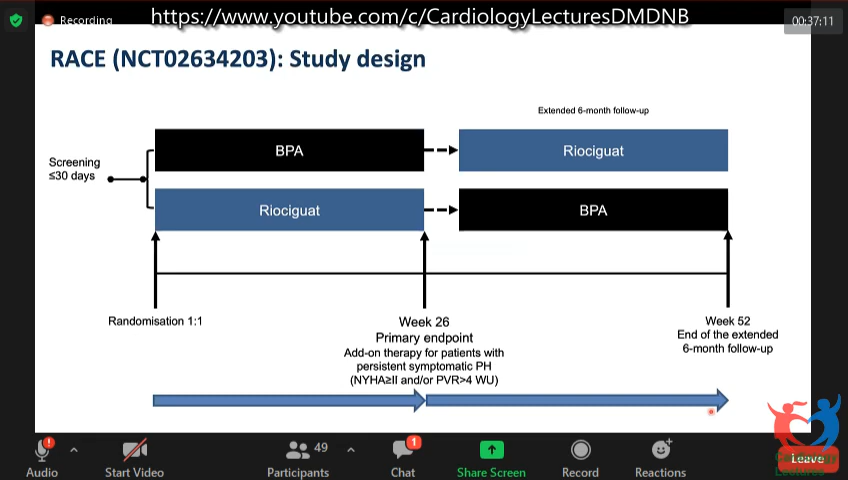 Recording
https://www.youtube.com/c/CardiologyLecturesDMDNB
00:37:11
RACE (NCT02634203): Study design
Extended 6-month follow-up
BPA
Riociguat
Screening
≤30 days
Riociguat
BPA
Randomisation 1:1
Week 26
Primary endpoint
Add-on therapy for patients with
persistent symptomatic PH
(NYHA≥II and/or PVR>4 WU)
Week 52
End of the extended
6-month follow-up
49
1
Audio
Start Video
Participants
Chat
Share Screen
Record
Reactions
Leave
Cardiology
Lectures